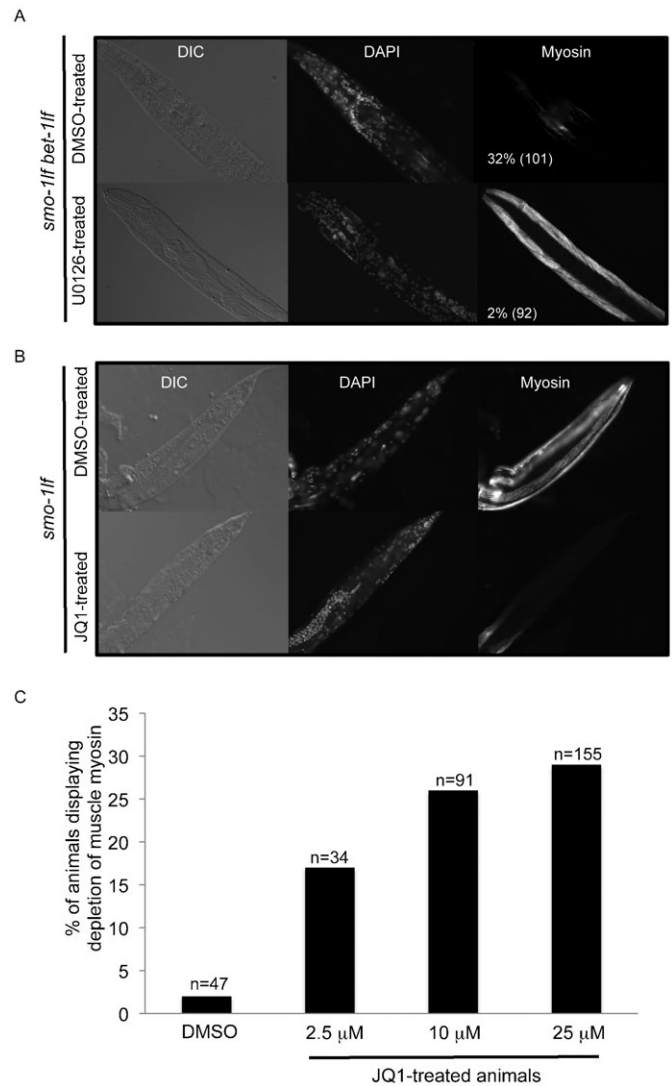 A
smo-1lf bet-1lf
DMSO-treated
U0126-treated
DIC
DAPI
Myosin
32% (101)
2% (92)
B
smo-1lf
DMSO-treated
JQ1-treated
DIC
DAPI
Myosin
C
% of animals displaying
depletion of muscle myosin
35
30
25
20
15
10
5
0
n=47
n=34
n=91
n=155
DMSO
2.5 μM
10 μM
25 μM
JQ1-treated animals